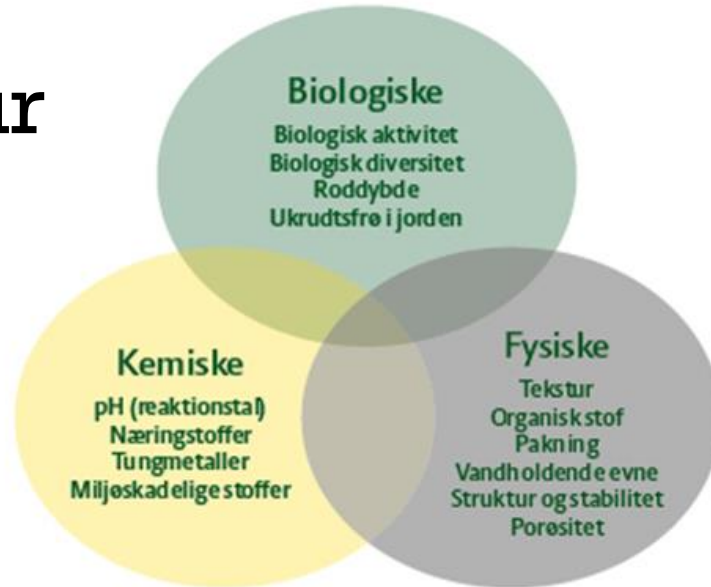 ur
Biologiske
Biologisk aktivitet
Biologisk diversitet
Roddybde
Ukrudtsfrø i jorden
Kemiske
pH (reaktionstal)
Næringstoffer
Tungmetaller
Miljøskadelige stoffer
Fysiske
Tekstur
Organisk stof
Pakning
Vandholdende evne
Struktur og stabilitet
Porøsitet